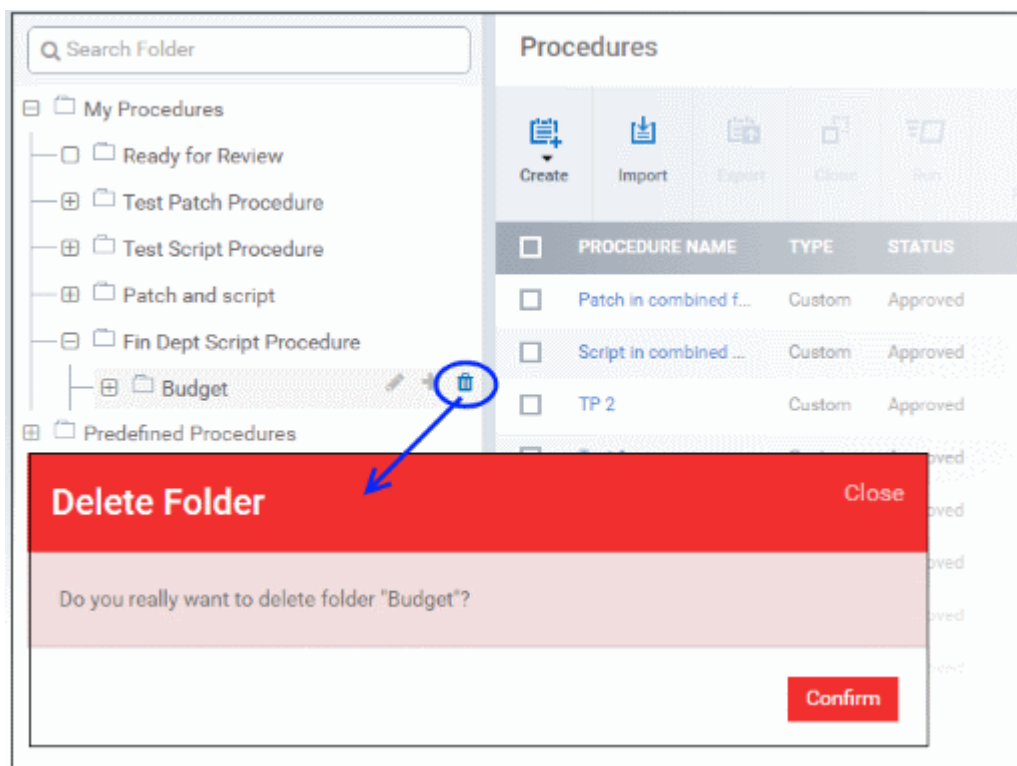 Search Folder
My Procedures
Ready for Review
Test Patch Procedure
Test Script Procedure
Patch and script
Fin Dept Script Procedure
Budget
Predefined Procedures
Procedures
Create
Import
Export
Clone
Run
PROCEDURE NAME TYPE STATUS
Patch in combined f... Custom Approved
Script in combined ... Custom Approved
TP 2 Custom Approved
Delete Folder
Close
Do you really want to delete folder "Budget"?
Confirm